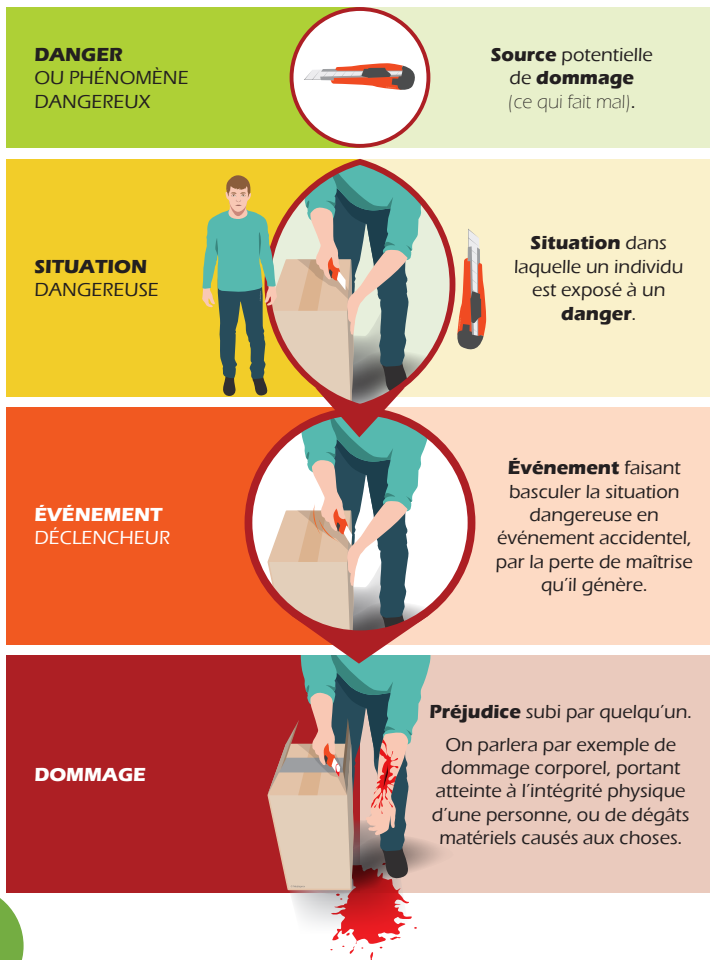 DANGER
OU PHÉNOMÈNE
DANGEREUX
Source potentielle
de dommage
(ce qui fait mal).
SITUATION
DANGEREUSE
Situation dans
laquelle un individu
est exposé à un
danger.
ÉVÉNEMENT
DÉCLENCHEUR
Événement faisant
basculer la situation
dangereuse en
événement accidentel,
par la perte de maîtrise
qu'il génère.
DOMMAGE
Préjudice subi par quelqu'un.
On parlera par exemple de
dommage corporel, portant
atteinte à l'intégrité physique
d'une personne, ou de dégâts
matériels causés aux choses.